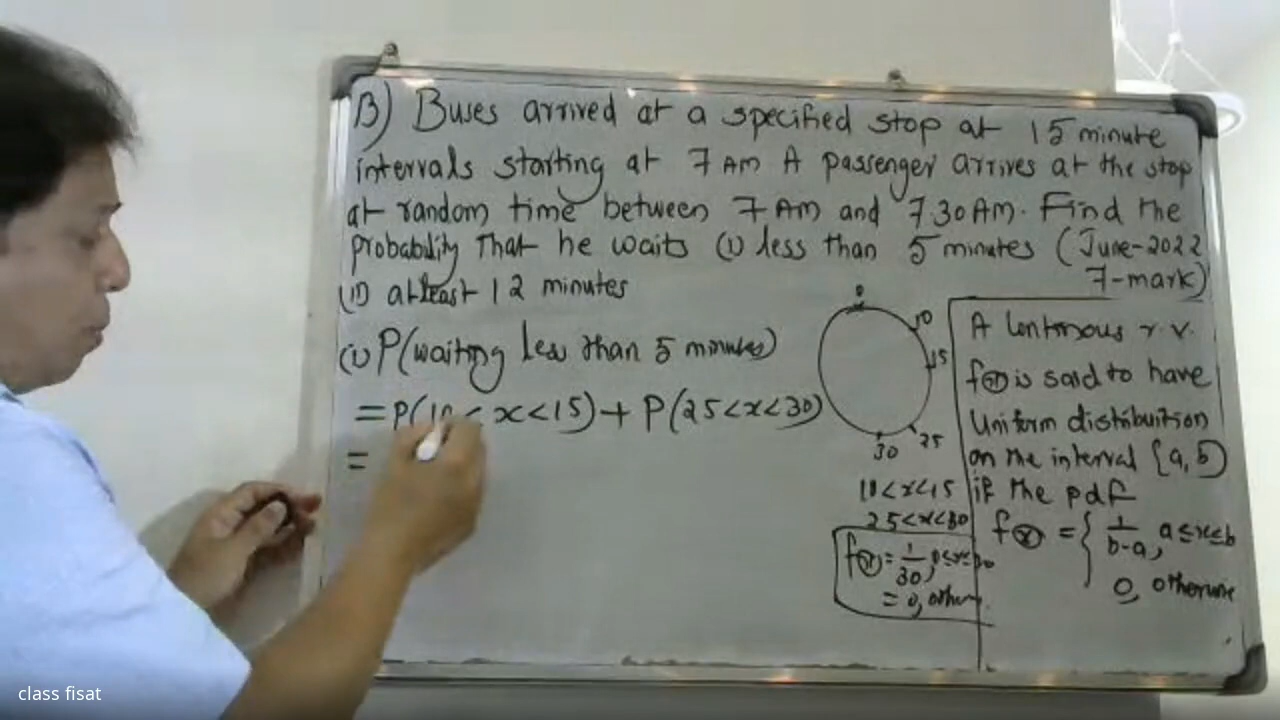 B) Buses arrived at a specified stop at 15 minute
intervals starting at 7 AM A passenger arrives at the stop
at random time between 7 AM and 7.30 AM. Find the
probability That he waits (i) less than 5 minutes (June-2022
7-mark)
(ii) atleast 12 minutes
(i) P(waiting less than 5 minutes)
= P(10 < x < 15) + P(25 < x < 30)
=
0
10
15
25
30
10 < x < 15
25 < x < 30
f(x) = 1/30, 0 ≤ x ≤ 30
= 0, other
A Continous r.v.
f(x) is said to have
Uniform distribuition
on the interval [a, b]
if the pdf
f(x) = { 1/b-a, a ≤ x ≤ b
0, otherwise
class fisat